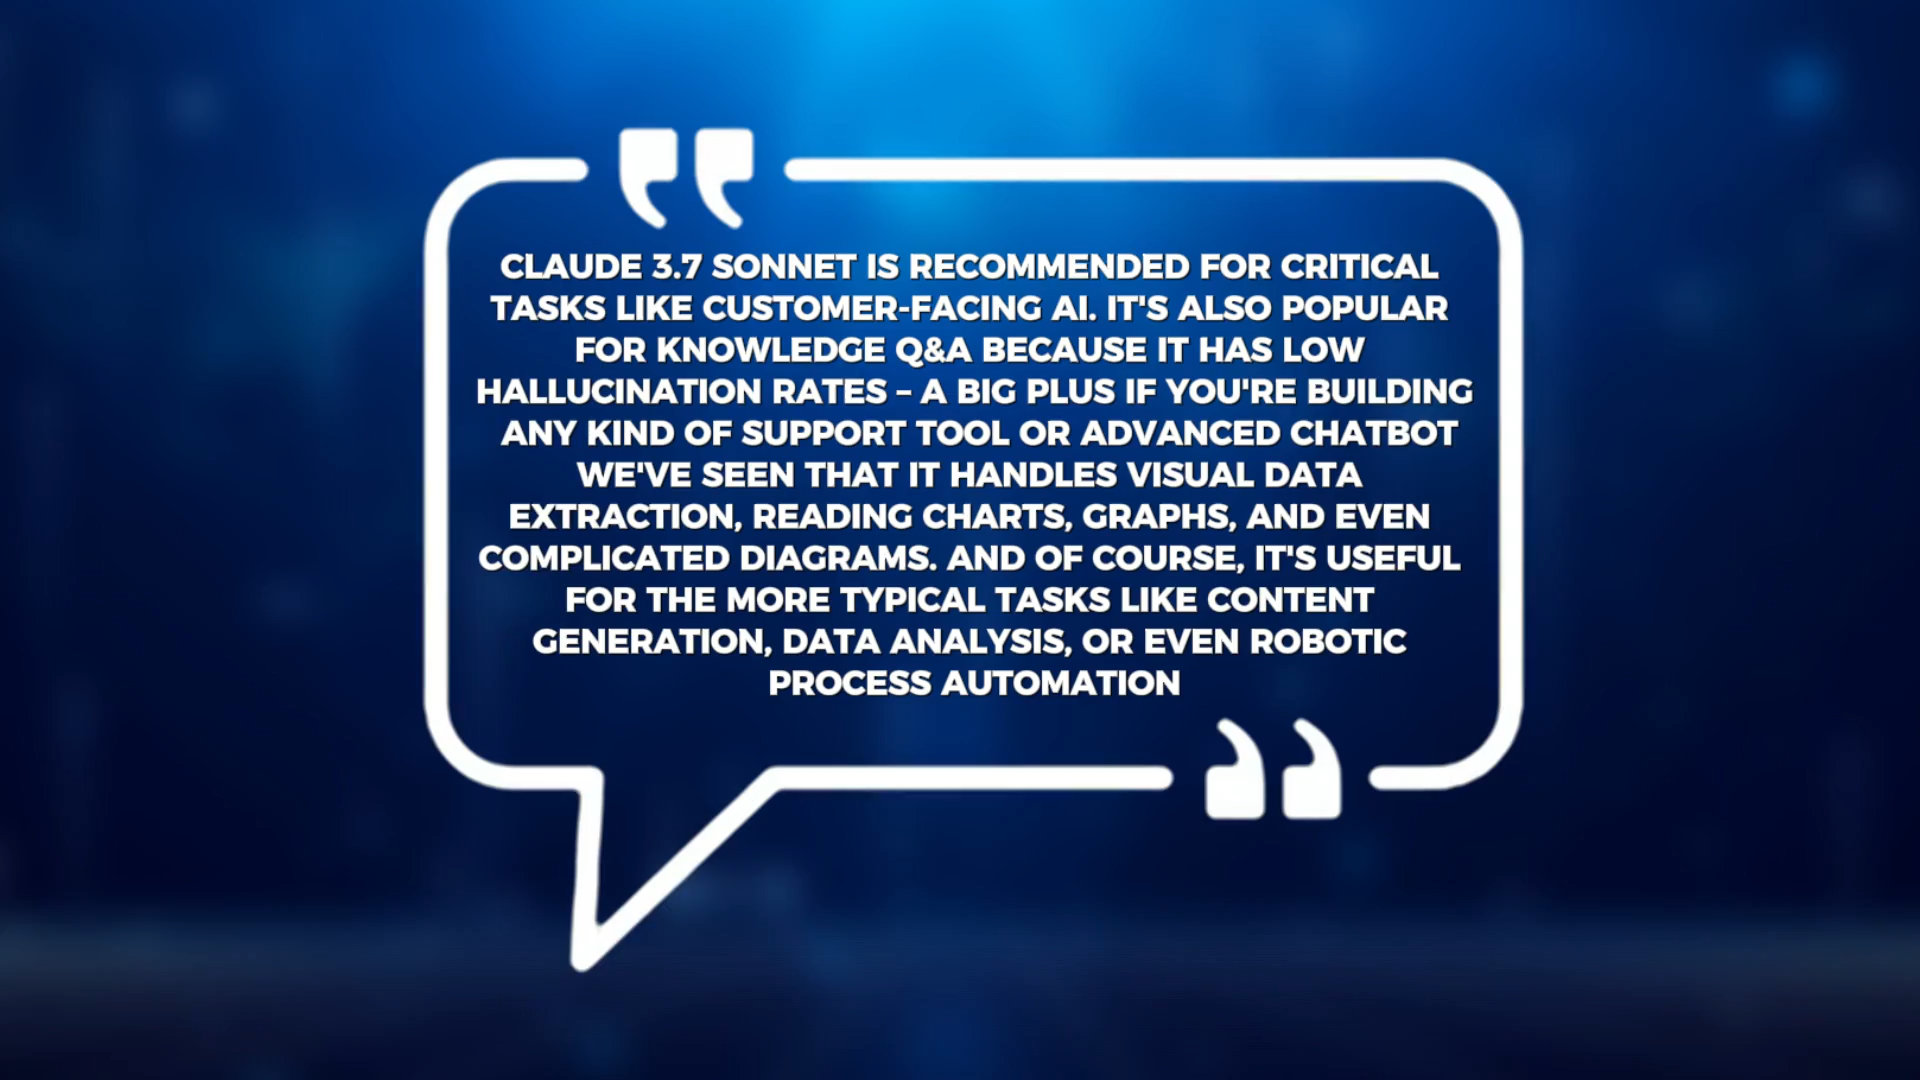 CLAUDE 3.7 SONNET IS RECOMMENDED FOR CRITICAL
TASKS LIKE CUSTOMER-FACING AI. IT'S ALSO POPULAR
FOR KNOWLEDGE Q&A BECAUSE IT HAS LOW
HALLUCINATION RATES – A BIG PLUS IF YOU'RE BUILDING
ANY KIND OF SUPPORT TOOL OR ADVANCED CHATBOT
WE'VE SEEN THAT IT HANDLES VISUAL DATA
EXTRACTION, READING CHARTS, GRAPHS, AND EVEN
COMPLICATED DIAGRAMS. AND OF COURSE, IT'S USEFUL
FOR THE MORE TYPICAL TASKS LIKE CONTENT
GENERATION, DATA ANALYSIS, OR EVEN ROBOTIC
PROCESS AUTOMATION